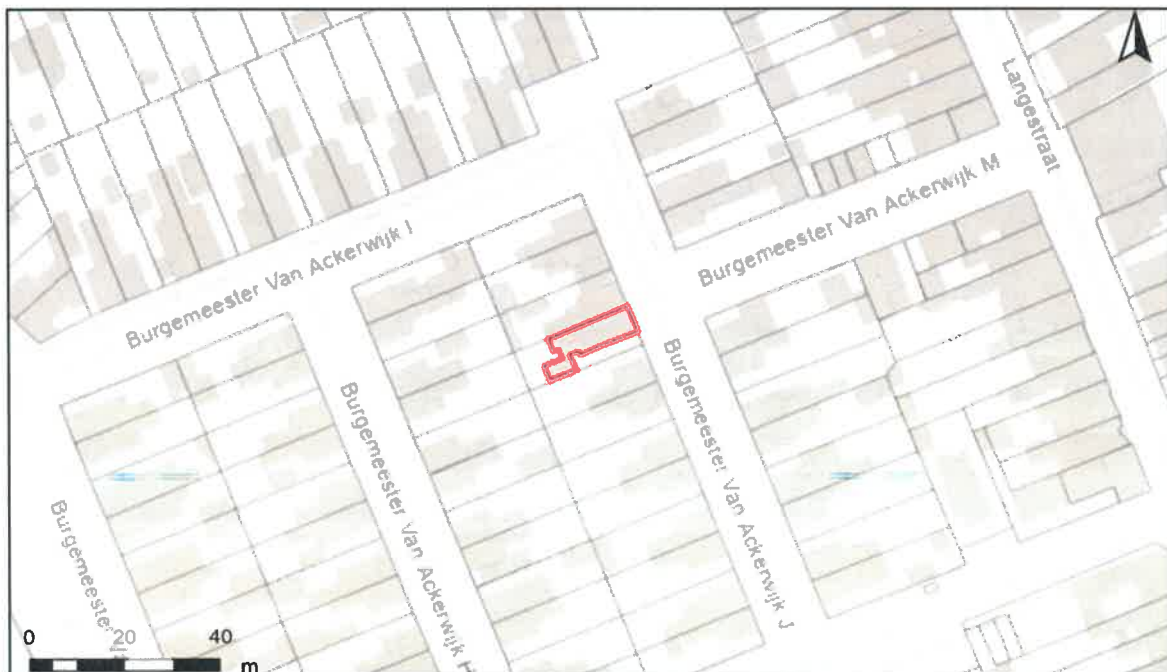 Langestraat
Burgemeester Van Ackerwijk M
Burgemeester Van Ackerwijk I
Burgemeester Van Ackerwijk J
Burgemeester Van Ackerwijk H
Burgemeester
0 20 40
m